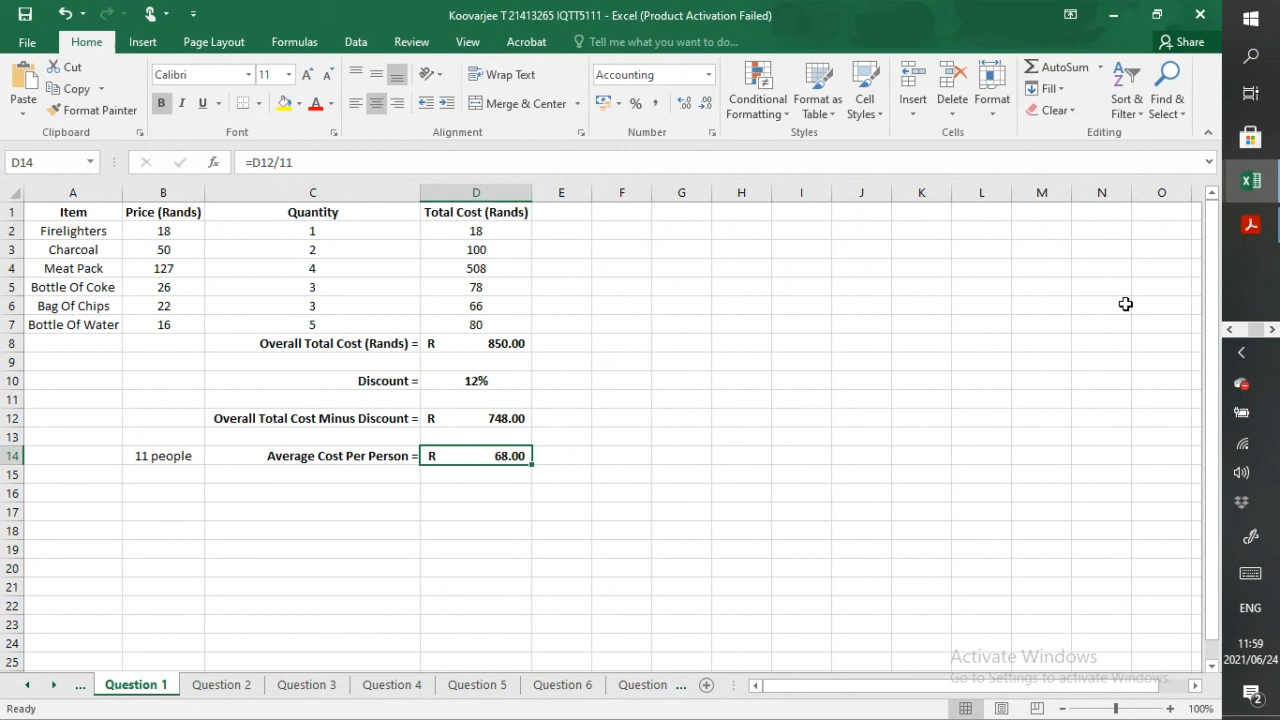 Koovarjee T 21413265 IQTT5111 - Excel (Product Activation Failed)
File Home Insert Page Layout Formulas Data Review View Acrobat Tell me what you want to do... Share
Paste Cut Copy Format Painter Clipboard
Calibri 11 B I U A A A Font
Wrap Text Merge & Center Alignment
Accounting % , Number
Conditional Formatting Format as Table Cell Styles Styles
Insert Delete Format Cells
AutoSum Fill Clear Sort & Filter Find & Select Editing
D14 fx =D12/11
A B C D E F G H I J K L M N O
1 Item Price (Rands) Quantity Total Cost (Rands)
2 Firelighters 18 1 18
3 Charcoal 50 2 100
4 Meat Pack 127 4 508
5 Bottle Of Coke 26 3 78
6 Bag Of Chips 22 3 66
7 Bottle Of Water 16 5 80
8 Overall Total Cost (Rands) = R 850.00
9
10 Discount = 12%
11
12 Overall Total Cost Minus Discount = R 748.00
13
14 11 people Average Cost Per Person = R 68.00
15
16
17
18
19
20
21
22
23
24
25
Activate Windows
Go to Settings to activate Windows.
... Question 1 Question 2 Question 3 Question 4 Question 5 Question 6 Question ...
Ready 100%
ENG
11:59
2021/06/24
2